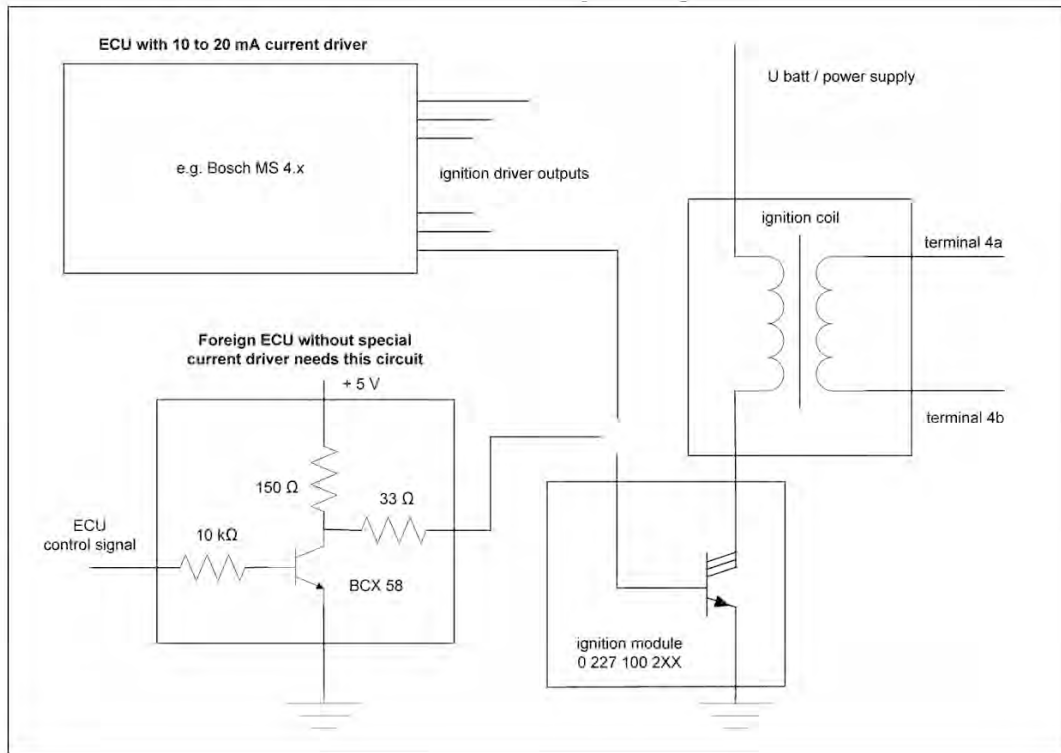 ECU with 10 to 20 mA current driver
U batt / power supply
e.g. Bosch MS 4.x
ignition driver outputs
ignition coil
terminal 4a
Foreign ECU without special
current driver needs this circuit
+ 5 V
terminal 4b
150 Ω
33 Ω
ECU
control signal
10 kΩ
BCX 58
ignition module
0 227 100 2XX